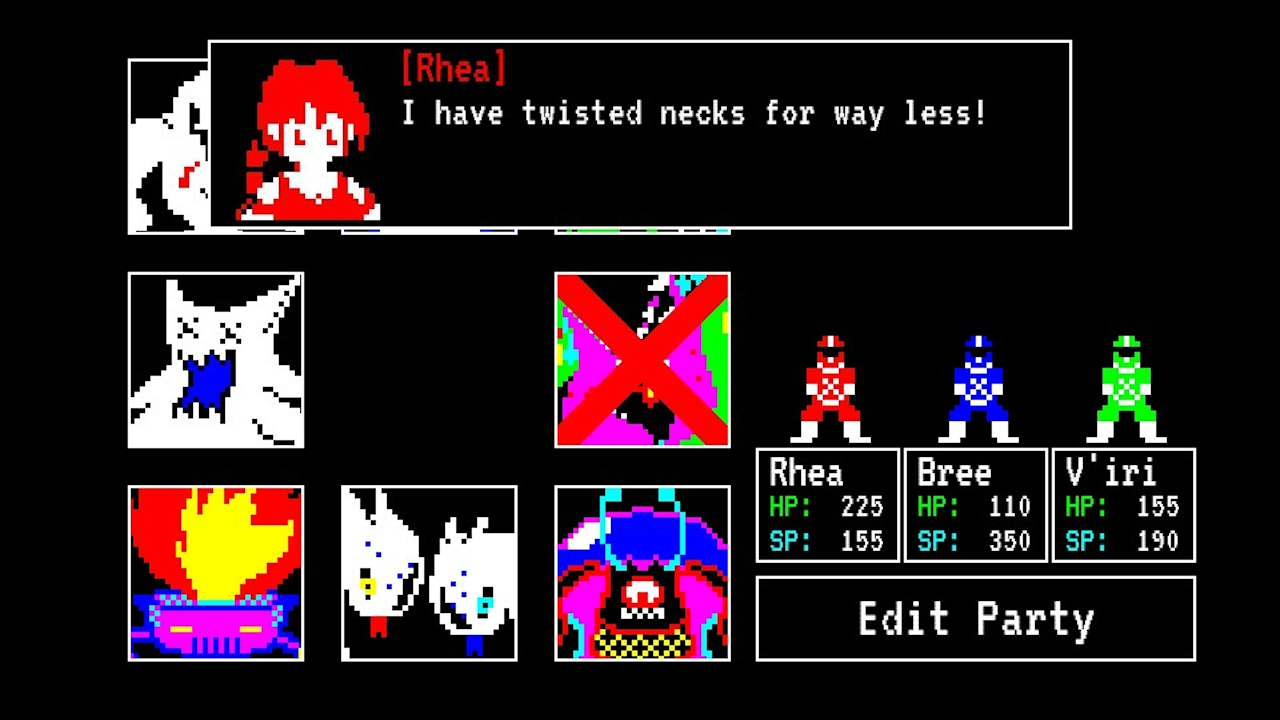 [Rhea]
I have twisted necks for way less!
Rhea
HP: 225
SP: 155
Bree
HP: 110
SP: 350
V'iri
HP: 155
SP: 190
Edit Party